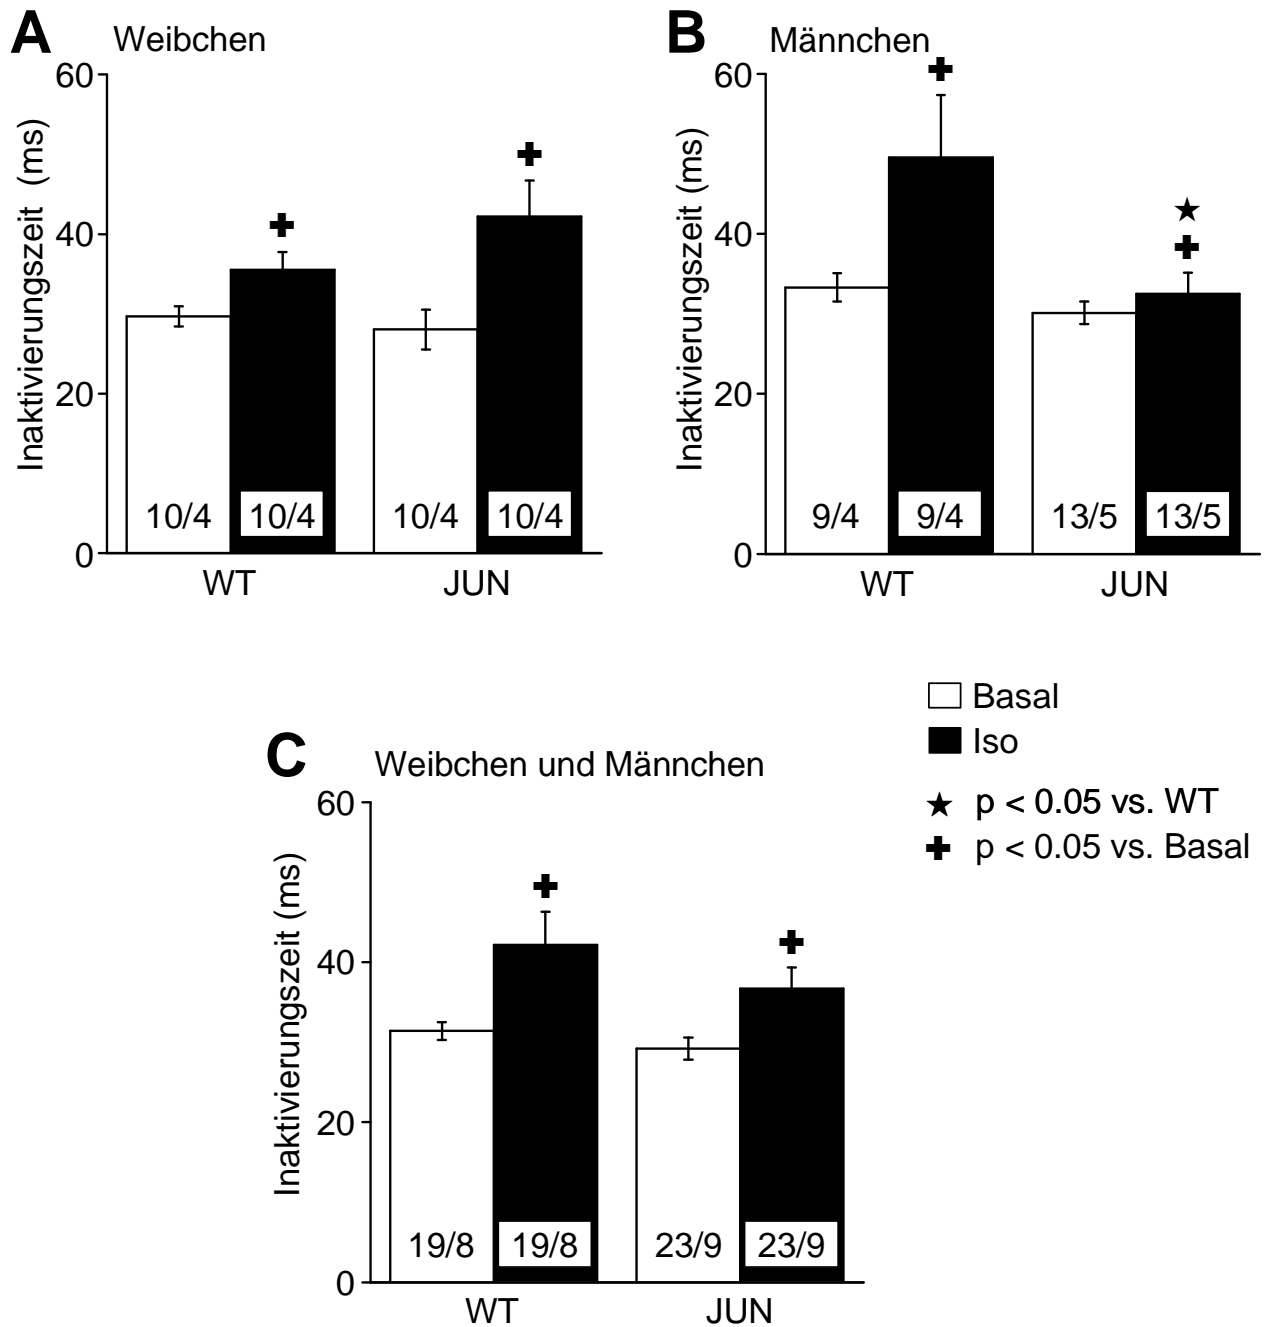 A Weibchen
Inaktivierungszeit (ms)
60
40
20
0
10/4 10/4 10/4 10/4
WT JUN
B Männchen
Inaktivierungszeit (ms)
60
40
20
0
9/4 9/4 13/5 13/5
WT JUN
Basal
Iso
★ p < 0.05 vs. WT
✚ p < 0.05 vs. Basal
C Weibchen und Männchen
Inaktivierungszeit (ms)
60
40
20
0
19/8 19/8 23/9 23/9
WT JUN